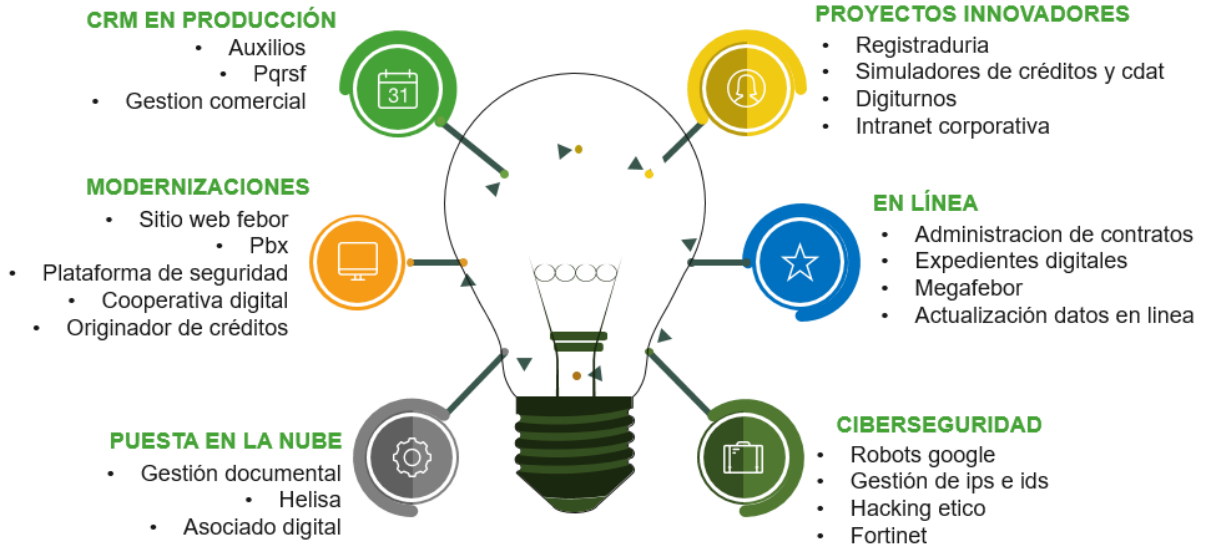 CRM EN PRODUCCIÓN
• Auxilios
• Pqrsf
• Gestion comercial
MODERNIZACIONES
• Sitio web febor
• Pbx
• Plataforma de seguridad
• Cooperativa digital
• Originador de créditos
PUESTA EN LA NUBE
• Gestión documental
• Helisa
• Asociado digital
31
PROYECTOS INNOVADORES
• Registraduria
• Simuladores de créditos y cdat
• Digiturnos
• Intranet corporativa
EN LÍNEA
• Administracion de contratos
• Expedientes digitales
• Megafebor
• Actualización datos en linea
CIBERSEGURIDAD
• Robots google
• Gestión de ips e ids
• Hacking etico
• Fortinet